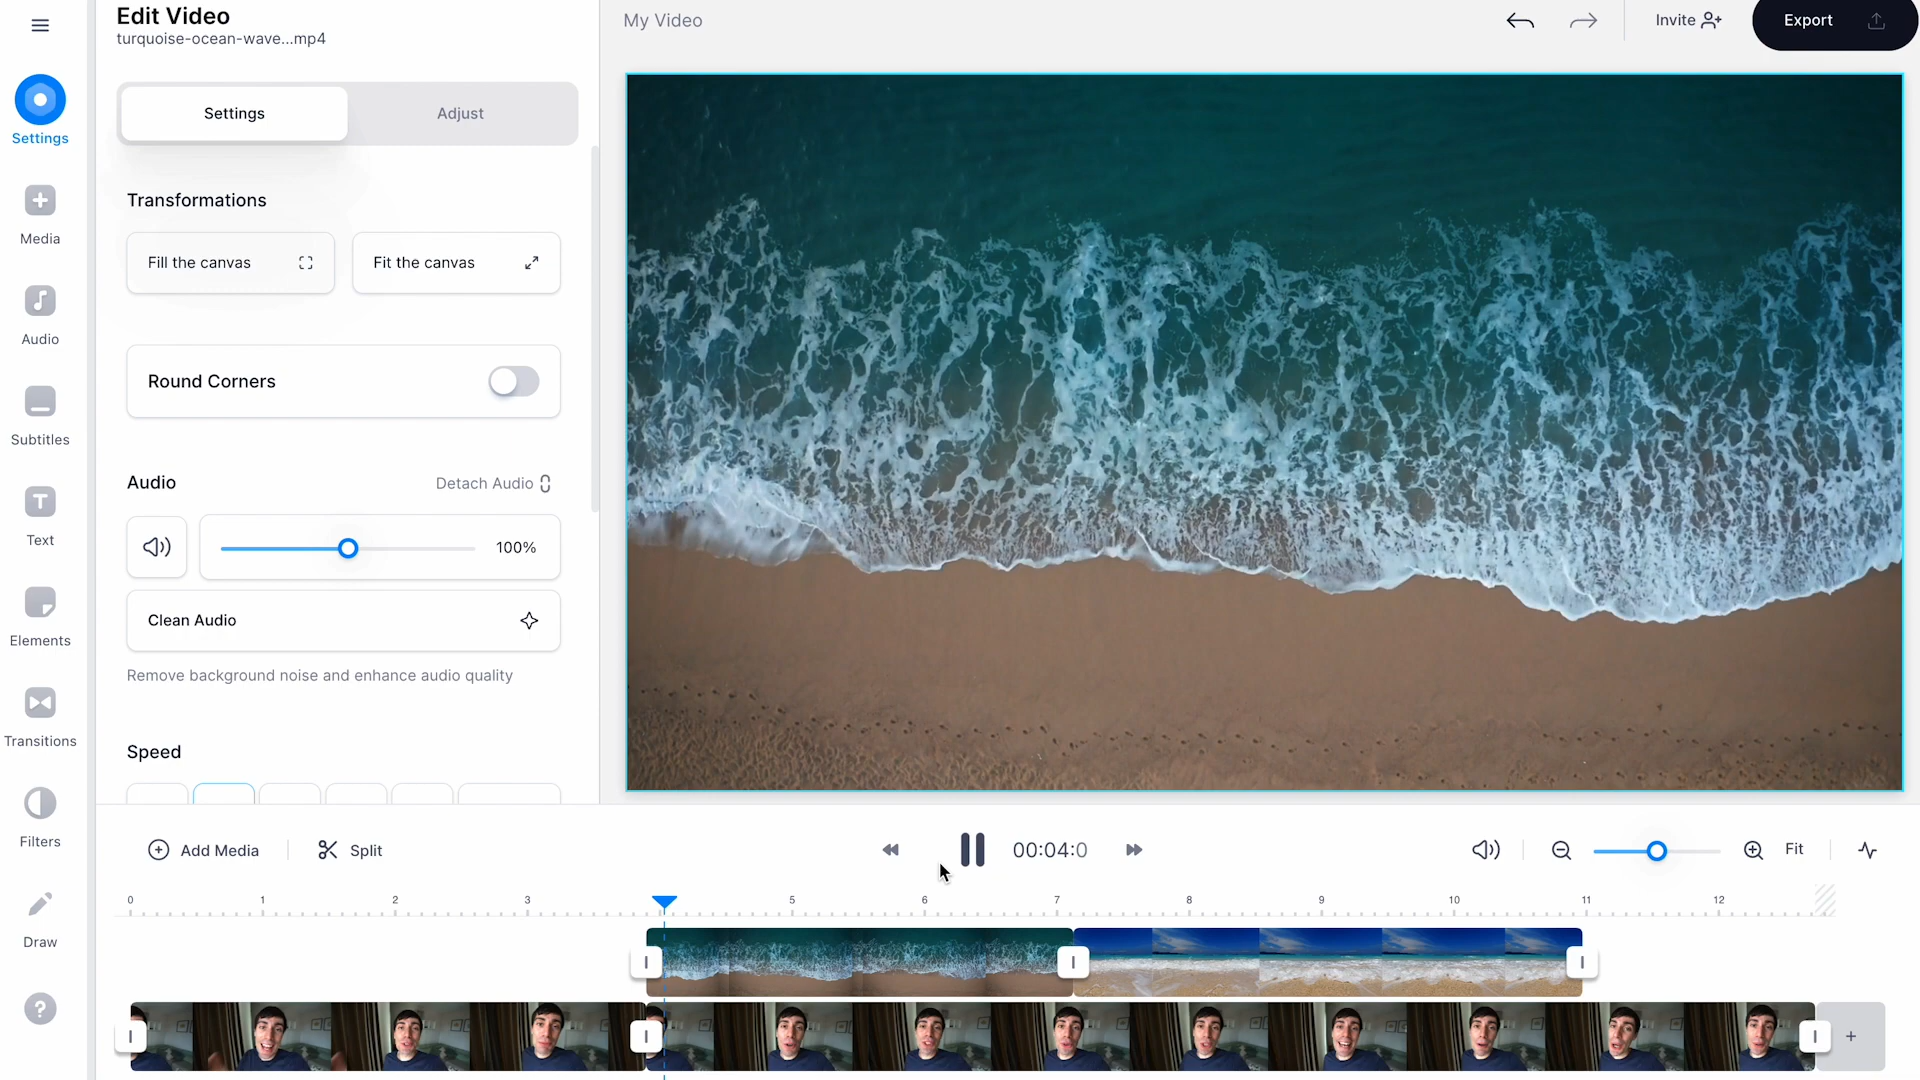 Edit Video
turquoise-ocean-wave...mp4
My Video
Invite
Export
Settings
Media
Audio
Subtitles
Text
Elements
Transitions
Filters
Draw
?
Settings
Adjust
Transformations
Fill the canvas
Fit the canvas
Round Corners
Audio
Detach Audio
100%
Clean Audio
Remove background noise and enhance audio quality
Speed
Add Media
Split
00:04:0
Fit
0 1 2 3 5 6 7 8 9 10 11 12